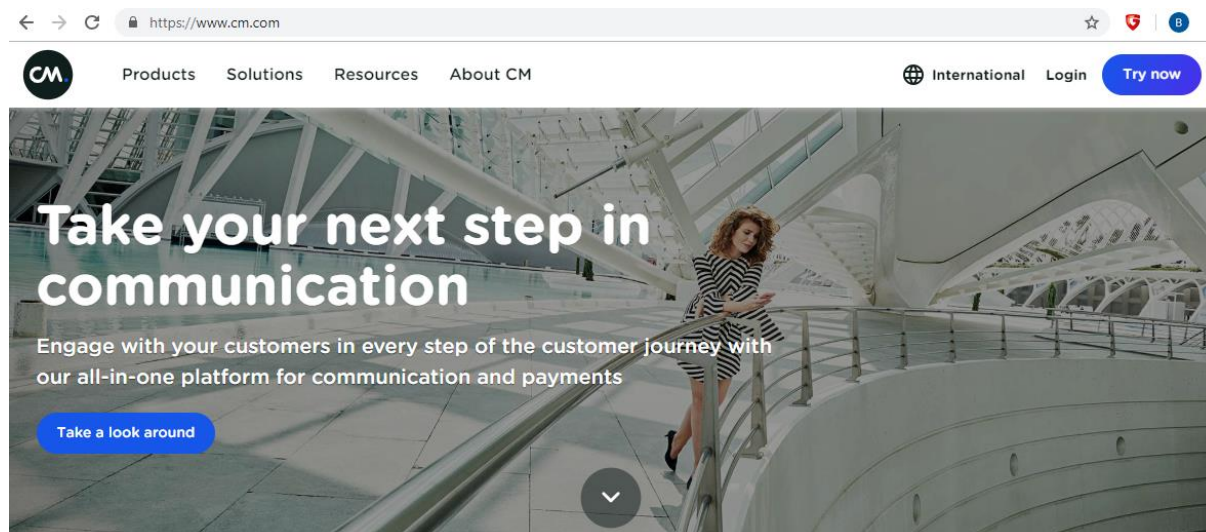 https://www.cm.com
B
CM.
Products Solutions Resources About CM
International Login Try now
Take your next step in
communication
Engage with your customers in every step of the customer journey with
our all-in-one platform for communication and payments
Take a look around